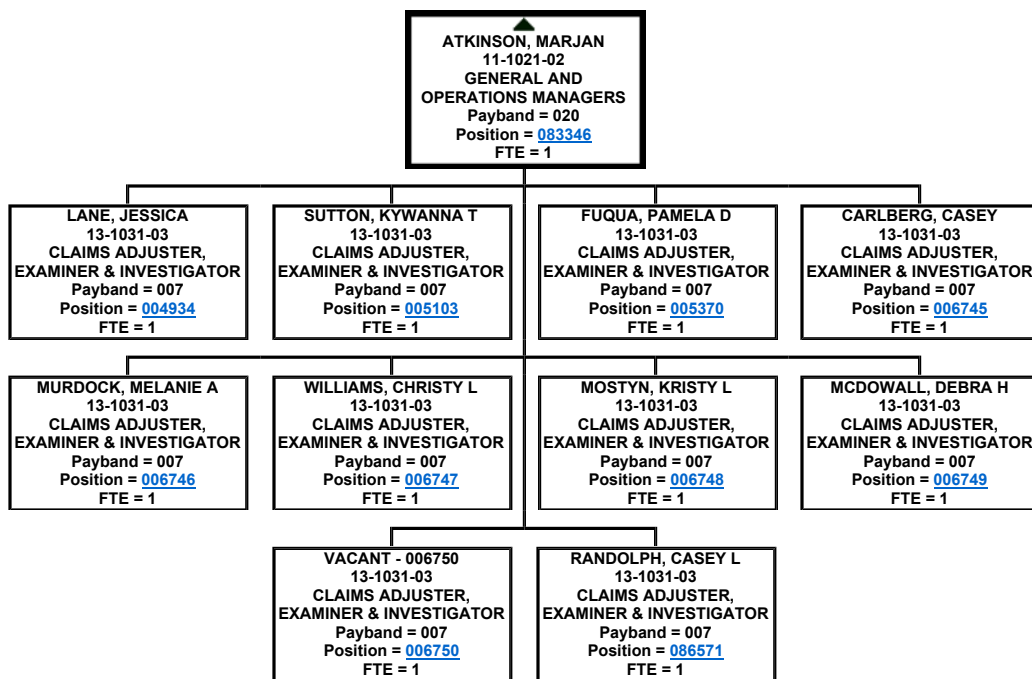 ATKINSON, MARJAN
11-1021-02
GENERAL AND
OPERATIONS MANAGERS
Payband = 020
Position = 083346
FTE = 1
LANE, JESSICA
13-1031-03
CLAIMS ADJUSTER,
EXAMINER & INVESTIGATOR
Payband = 007
Position = 004934
FTE = 1
SUTTON, KYWANNA T
13-1031-03
CLAIMS ADJUSTER,
EXAMINER & INVESTIGATOR
Payband = 007
Position = 005103
FTE = 1
FUQUA, PAMELA D
13-1031-03
CLAIMS ADJUSTER,
EXAMINER & INVESTIGATOR
Payband = 007
Position = 005370
FTE = 1
CARLBERG, CASEY
13-1031-03
CLAIMS ADJUSTER,
EXAMINER & INVESTIGATOR
Payband = 007
Position = 006745
FTE = 1
MURDOCK, MELANIE A
13-1031-03
CLAIMS ADJUSTER,
EXAMINER & INVESTIGATOR
Payband = 007
Position = 006746
FTE = 1
WILLIAMS, CHRISTY L
13-1031-03
CLAIMS ADJUSTER,
EXAMINER & INVESTIGATOR
Payband = 007
Position = 006747
FTE = 1
MOSTYN, KRISTY L
13-1031-03
CLAIMS ADJUSTER,
EXAMINER & INVESTIGATOR
Payband = 007
Position = 006748
FTE = 1
MCDOWALL, DEBRA H
13-1031-03
CLAIMS ADJUSTER,
EXAMINER & INVESTIGATOR
Payband = 007
Position = 006749
FTE = 1
VACANT - 006750
13-1031-03
CLAIMS ADJUSTER,
EXAMINER & INVESTIGATOR
Payband = 007
Position = 006750
FTE = 1
RANDOLPH, CASEY L
13-1031-03
CLAIMS ADJUSTER,
EXAMINER & INVESTIGATOR
Payband = 007
Position = 086571
FTE = 1